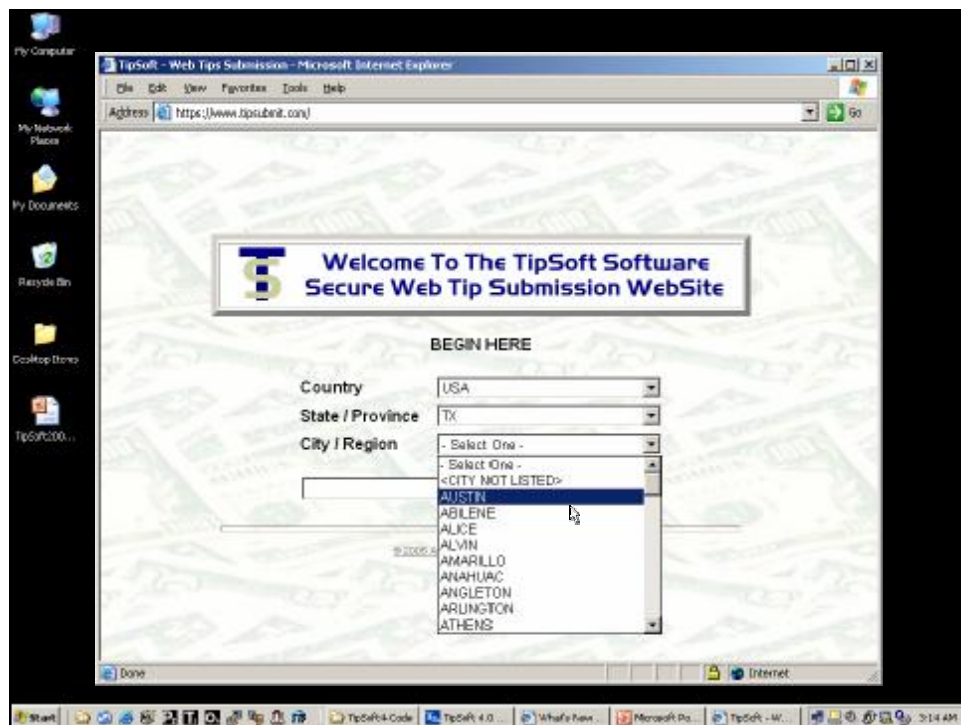 My Computer
My Network
Places
My Documents
Recycle Bin
Desktop Items
TipSoft200...
TipSoft - Web Tips Submission - Microsoft Internet Explorer
File Edit View Favorites Tools Help
Address https://www.tipsubmit.com/ Go
TS
Welcome To The TipSoft Software
Secure Web Tip Submission WebSite
BEGIN HERE
Country USA
State / Province TX
City / Region - Select One -
- Select One -
<CITY NOT LISTED>
AUSTIN
ABILENE
ALICE
ALVIN
AMARILLO
ANAHUAC
ANGLETON
ARLINGTON
ATHENS
Done Internet
Start TipSoft4-Code TipSoft 4.0 ... What's New... Microsoft Po... TipSoft - W... 3:14 AM